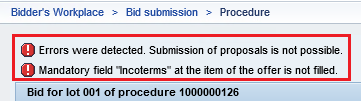 Bidder's Workplace > Bid submission > Procedure
Errors were detected. Submission of proposals is not possible.
Mandatory field "Incoterms" at the item of the offer is not filled.
Bid for lot 001 of procedure 1000000126